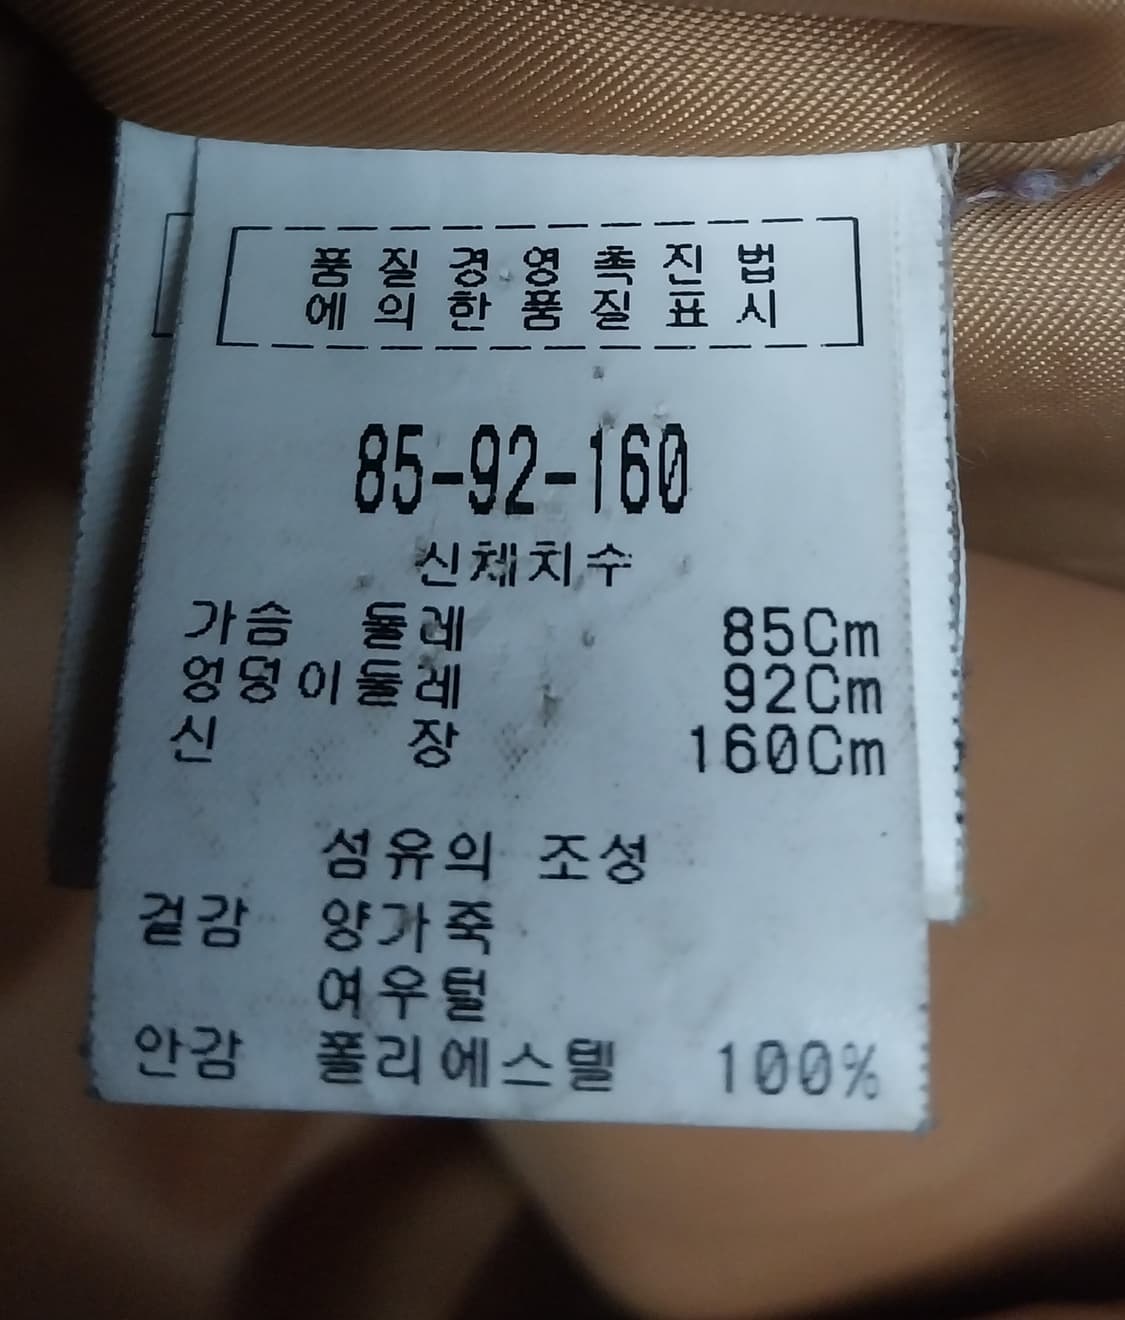 품질경영촉진법
에의한품질표시
85-92-160
신체치수
가슴 둘레 85Cm
엉덩이둘레 92Cm
신 장 160Cm
섬유의 조성
겉감 양가죽
여우털
안감 폴리에스텔 100%